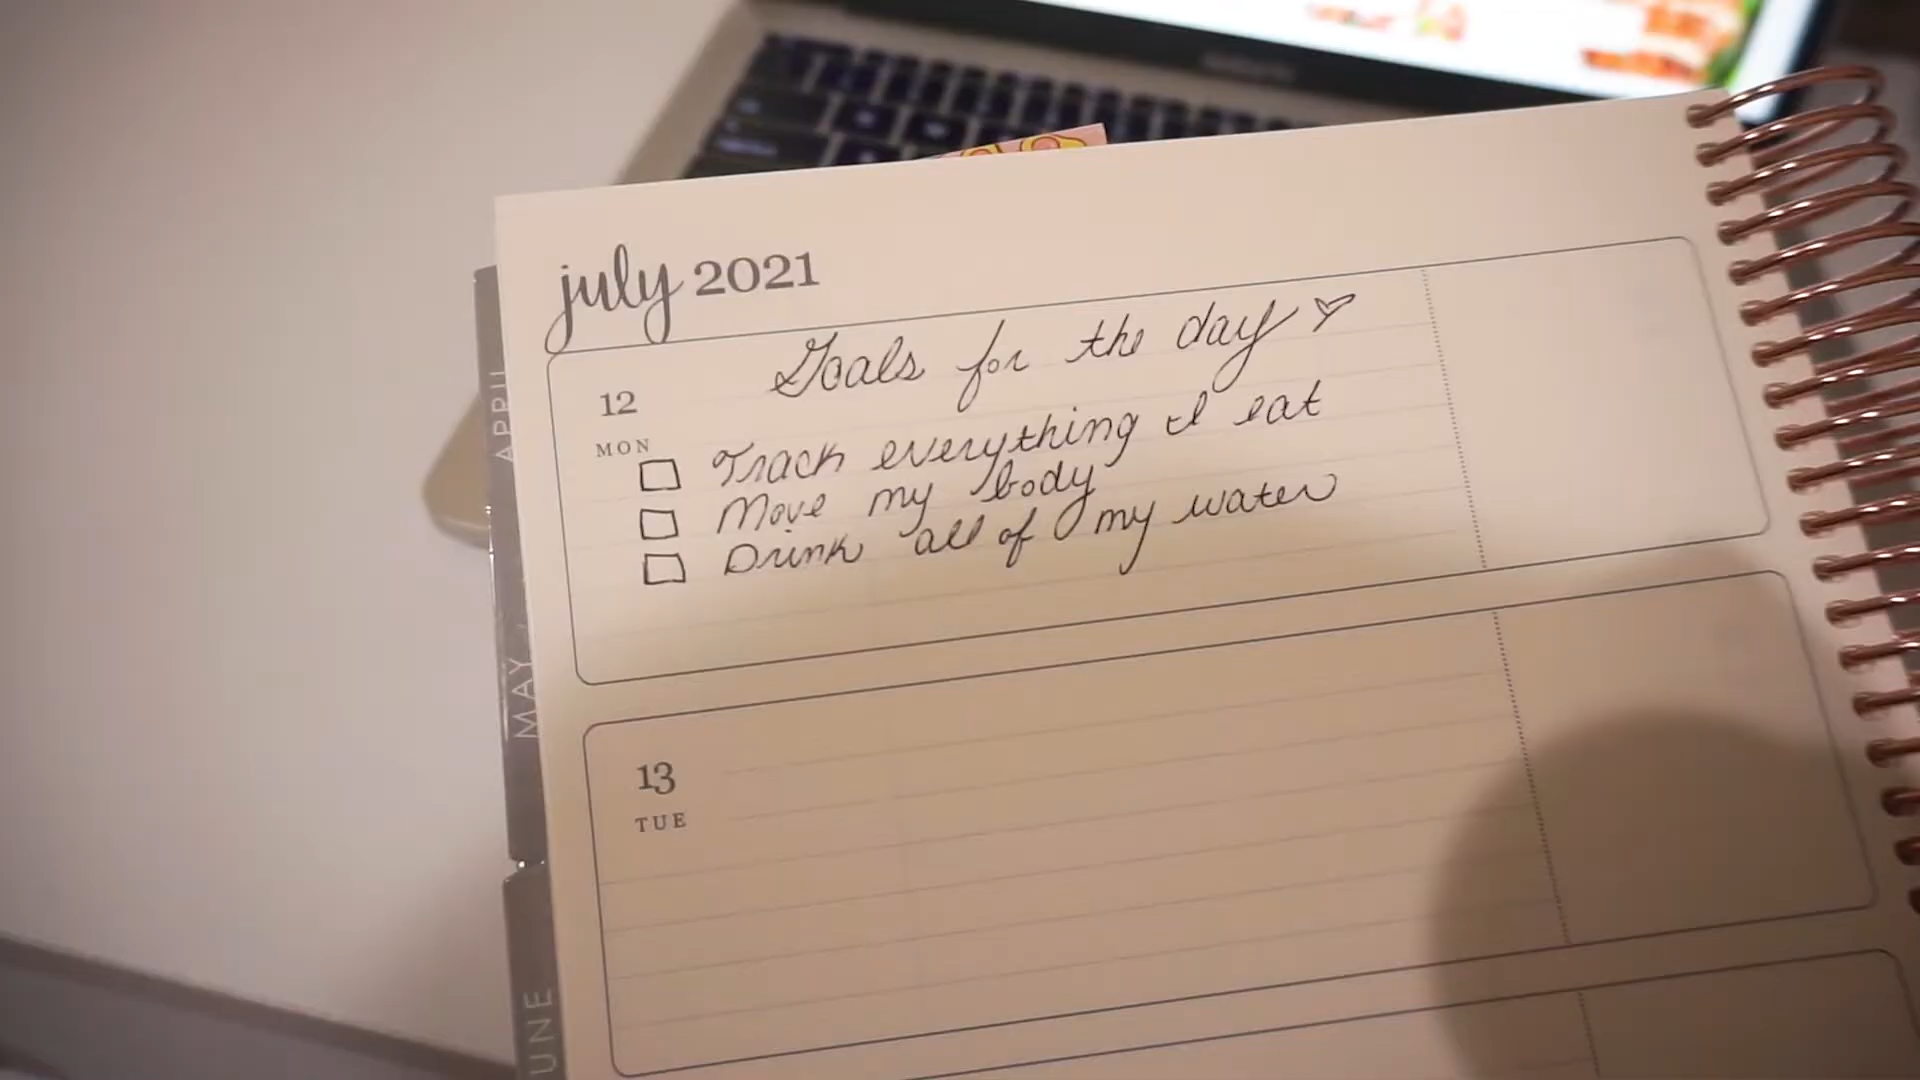 july 2021
Goals for the day
12
MON
Track everything I eat
Move my body
Drink all of my water
13
TUE
APRIL
MAY
JUNE